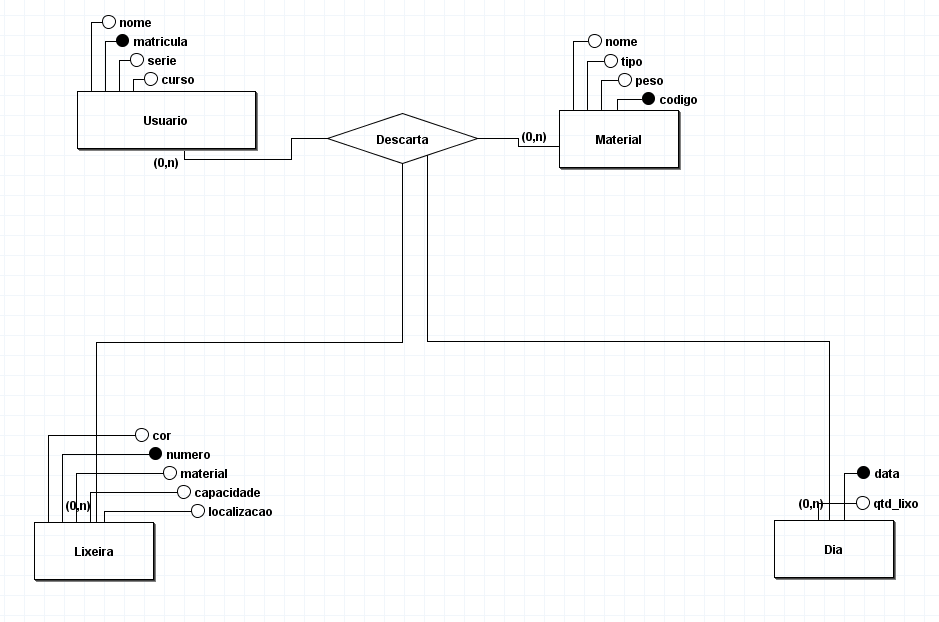 nome
matricula
serie
curso
Usuario
(0,n)
Descarta
nome
tipo
peso
codigo
(0,n)
Material
cor
numero
material
capacidade
(0,n)
localizacao
Lixeira
data
(0,n)
qtd_lixo
Dia